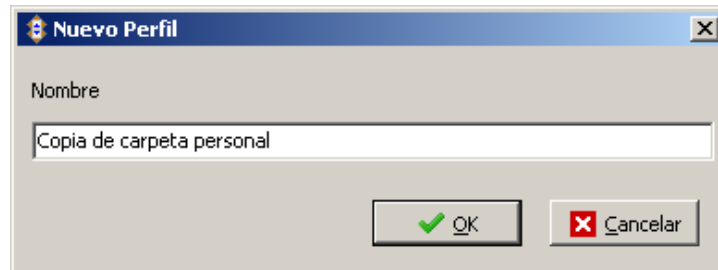 Nuevo Perfil
Nombre
Copia de carpeta personal
OK
Cancelar